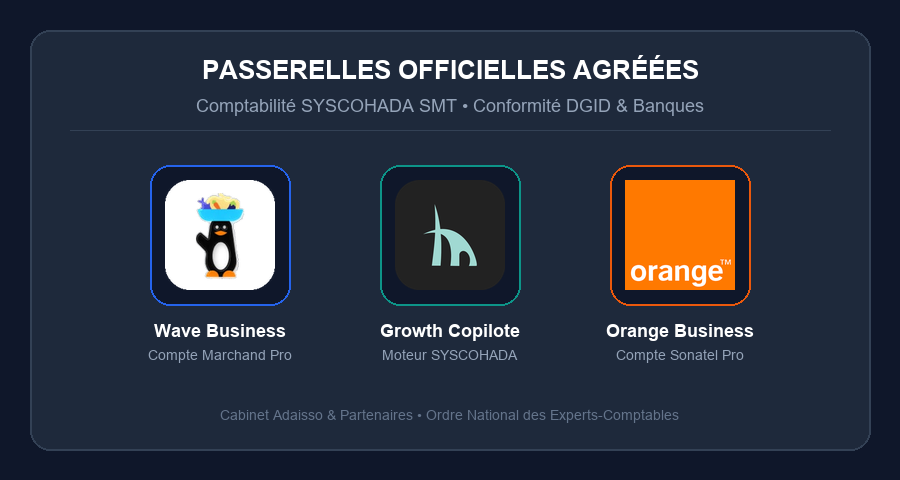 PASSERELLES OFFICIELLES AGRÉÉES
Comptabilité SYSCOHADA SMT • Conformité DGID & Banques
orange™
Wave Business
Growth Copilote
Orange Business
Compte Marchand Pro
Moteur SYSCOHADA
Compte Sonatel Pro
Cabinet Adaisso & Partenaires • Ordre National des Experts-Comptables